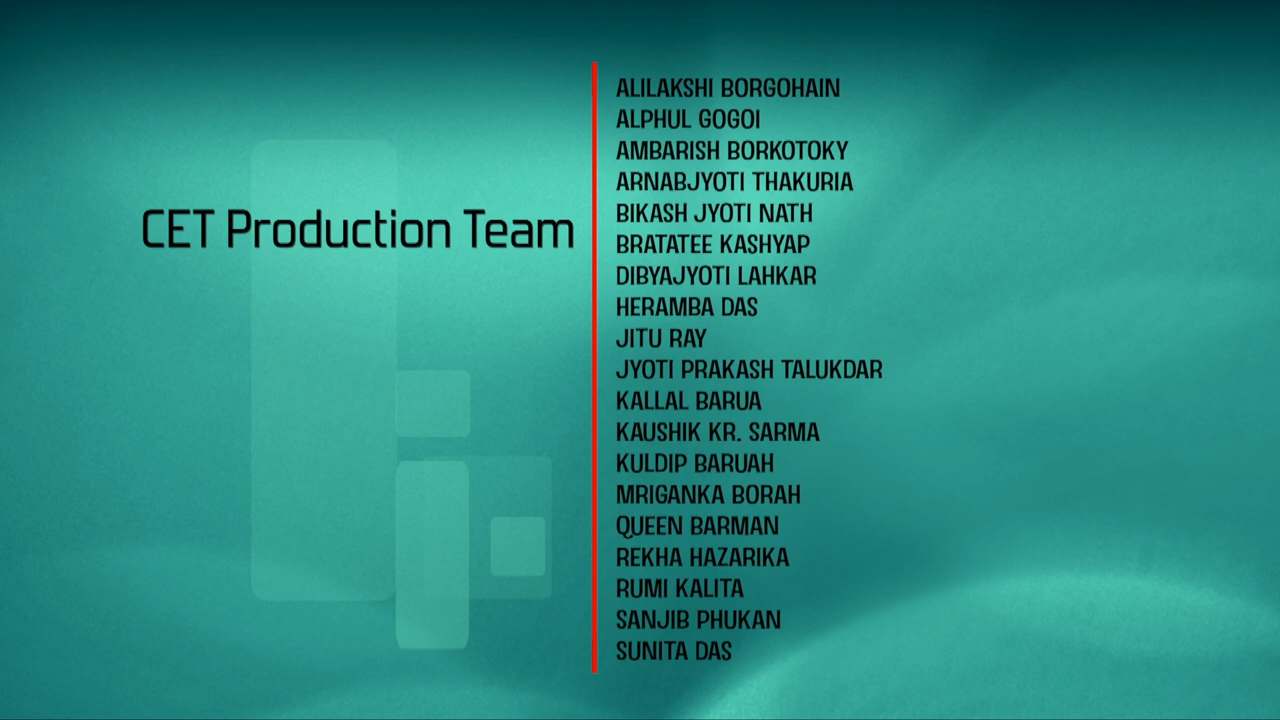 CET Production Team
ALILAKSHI BORGOHAIN
ALPHUL GOGOI
AMBARISH BORKOTOKY
ARNABJYOTI THAKURIA
BIKASH JYOTI NATH
BRATATEE KASHYAP
DIBYAJYOTI LAHKAR
HERAMBA DAS
JITU RAY
JYOTI PRAKASH TALUKDAR
KALLAL BARUA
KAUSHIK KR. SARMA
KULDIP BARUAH
MRIGANKA BORAH
QUEEN BARMAN
REKHA HAZARIKA
RUMI KALITA
SANJIB PHUKAN
SUNITA DAS